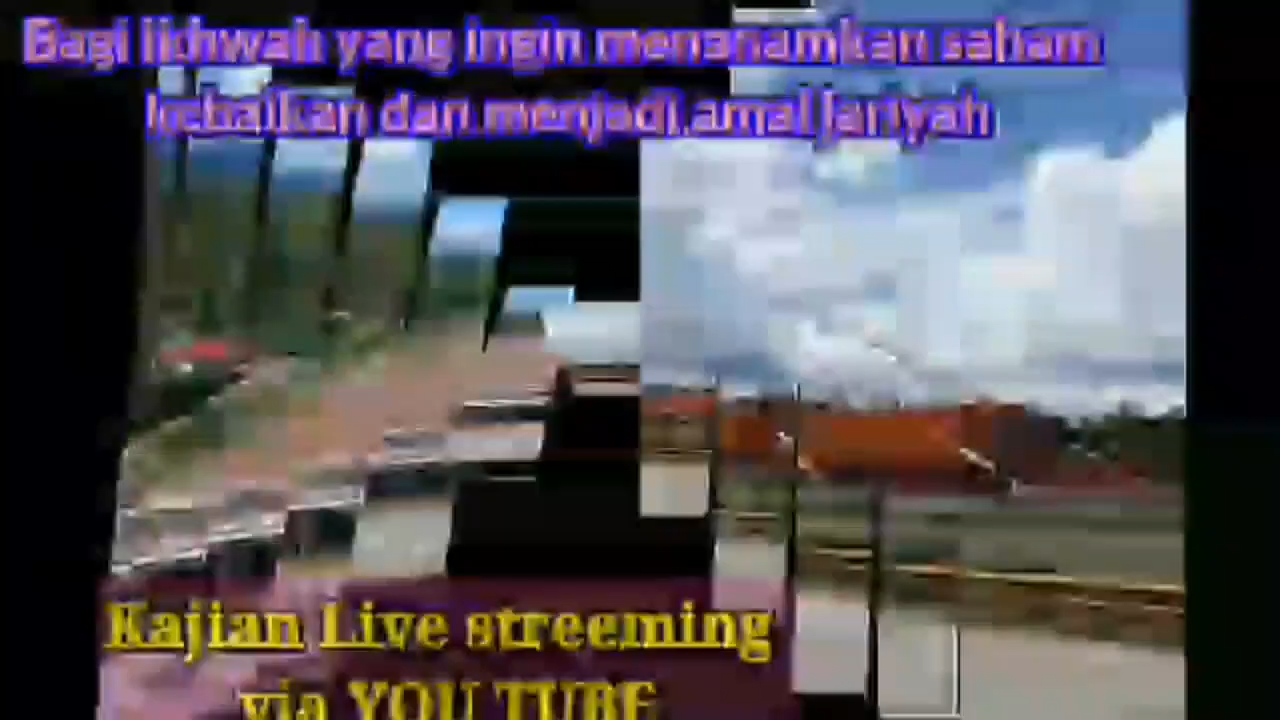 Bagi Ikhwah yang ingin menanamkan saham
kebaikan dan menjadi amal jariyah
Kajian Live streeming
via YOU TUBE